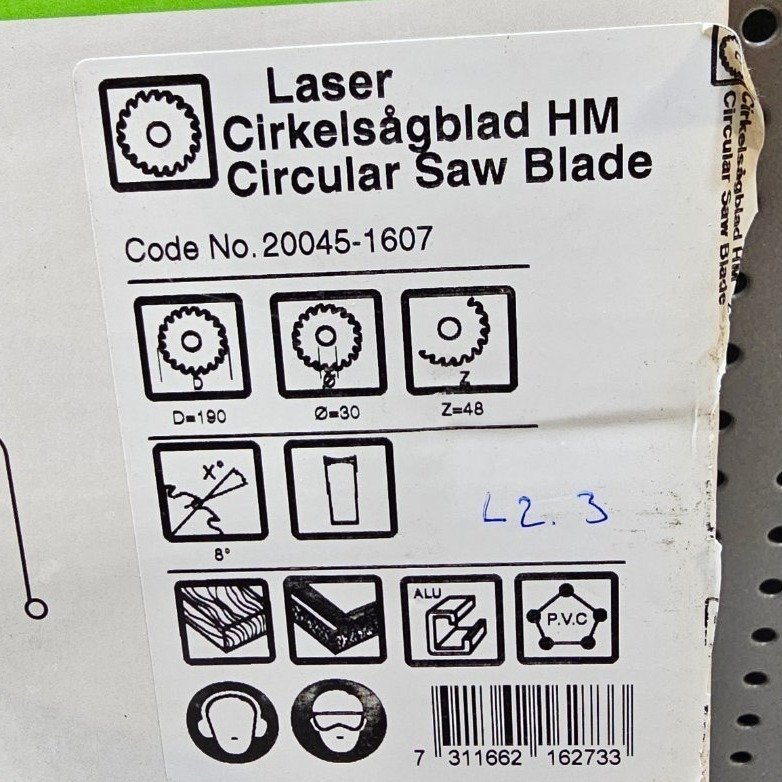 Laser
Cirkelsågblad HM
Circular Saw Blade
Code No. 20045-1607
D
Ø
Z
D=190
Ø=30
Z=48
X°
8°
L2. 3
ALU
P.V.C
7 311662 162733
Cirkelsågblad HM
Circular Saw Blade